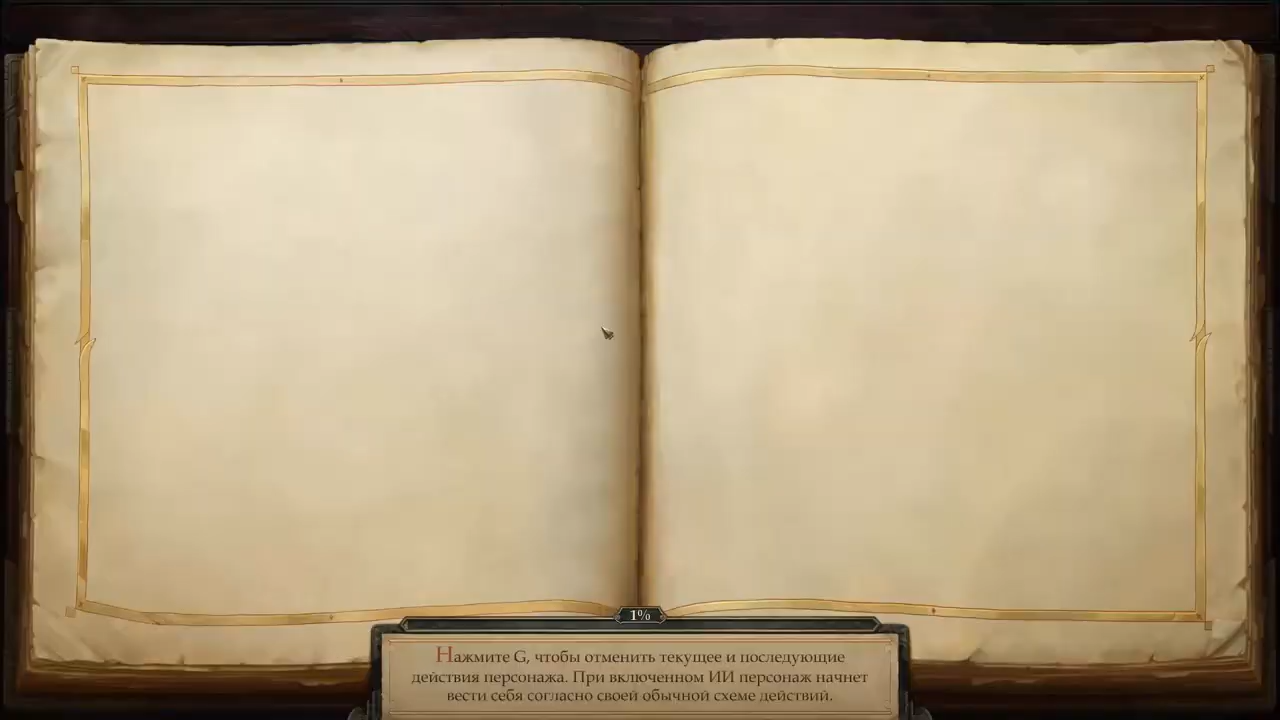 1%
Нажмите G, чтобы отменить текущее и последующие
действия персонажа. При включенном ИИ персонаж начнет
вести себя согласно своей обычной схеме действий.